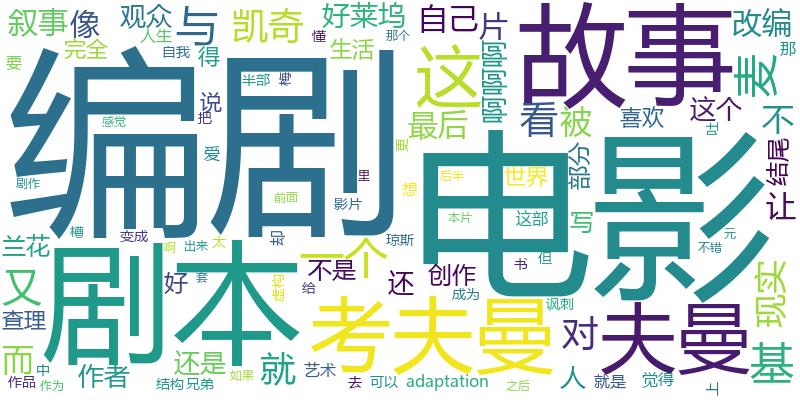 叙事 像 观众 与 凯奇 好莱坞 自己 片 故事 改编
要 完全 人生 自我 得 生活 懂 那个 啊啊啊 那
编剧 说 半部 梅 这 麦
感觉 把 爱 最后 看 被 喜欢 这个 不
剧作 前面 影片 里 更 电影 部分 吐 结尾
兰花 槽 变成 啊 出来 太 却 琼斯 想 后半 世界 写 让
又 剧本 好 套 一个 本片 这部 不错 元
查理 虚构 给 不是 还 创作 书 但 现实
而 中 考夫曼 成为 讽刺 对 夫曼 基
作品 作为 作者 还是 就 艺术 去 可以 adaptation 人 就是 觉得 上
结构 兄弟 如果 之后